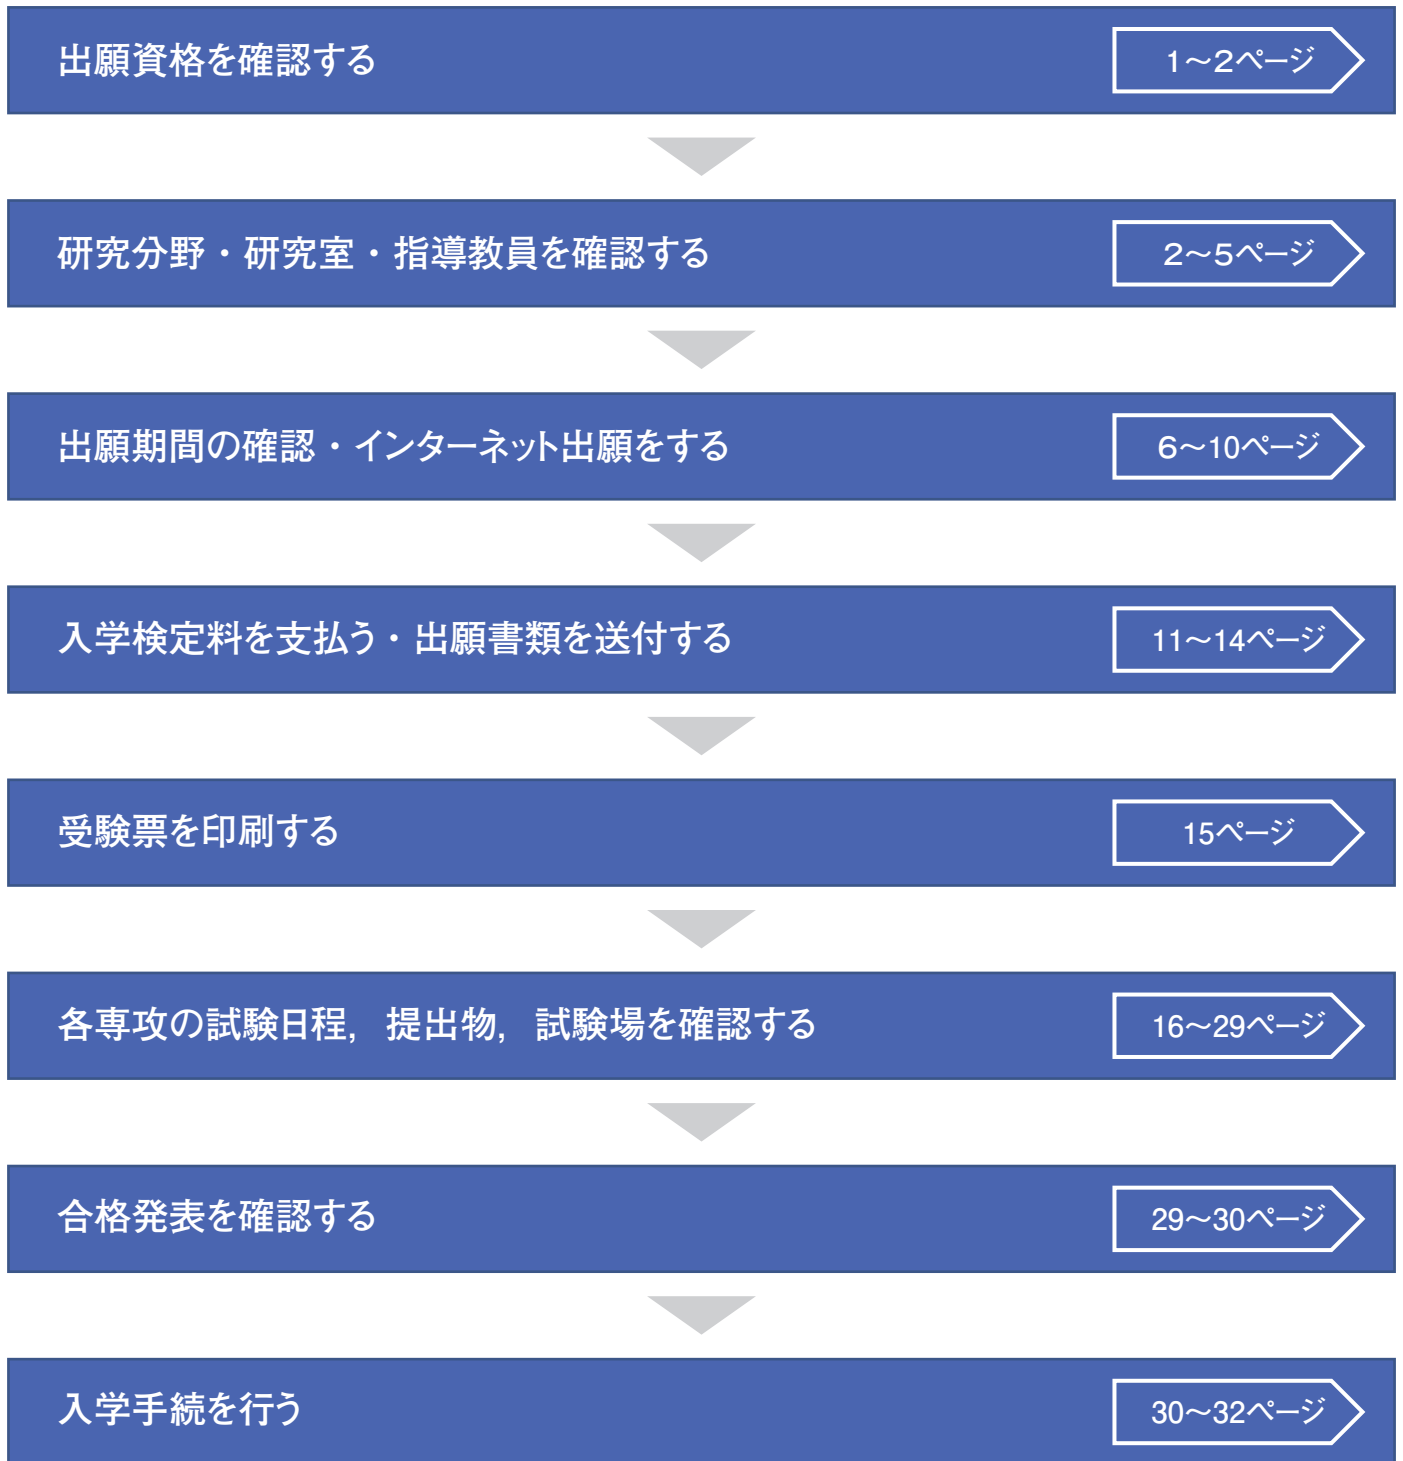 出願資格を確認する
1～2ページ
研究分野・研究室・指導教員を確認する
2～5ページ
出願期間の確認・インターネット出願をする
6～10ページ
入学検定料を支払う・出願書類を送付する
11～14ページ
受験票を印刷する
15ページ
各専攻の試験日程，提出物，試験場を確認する
16～29ページ
合格発表を確認する
29～30ページ
入学手続を行う
30～32ページ